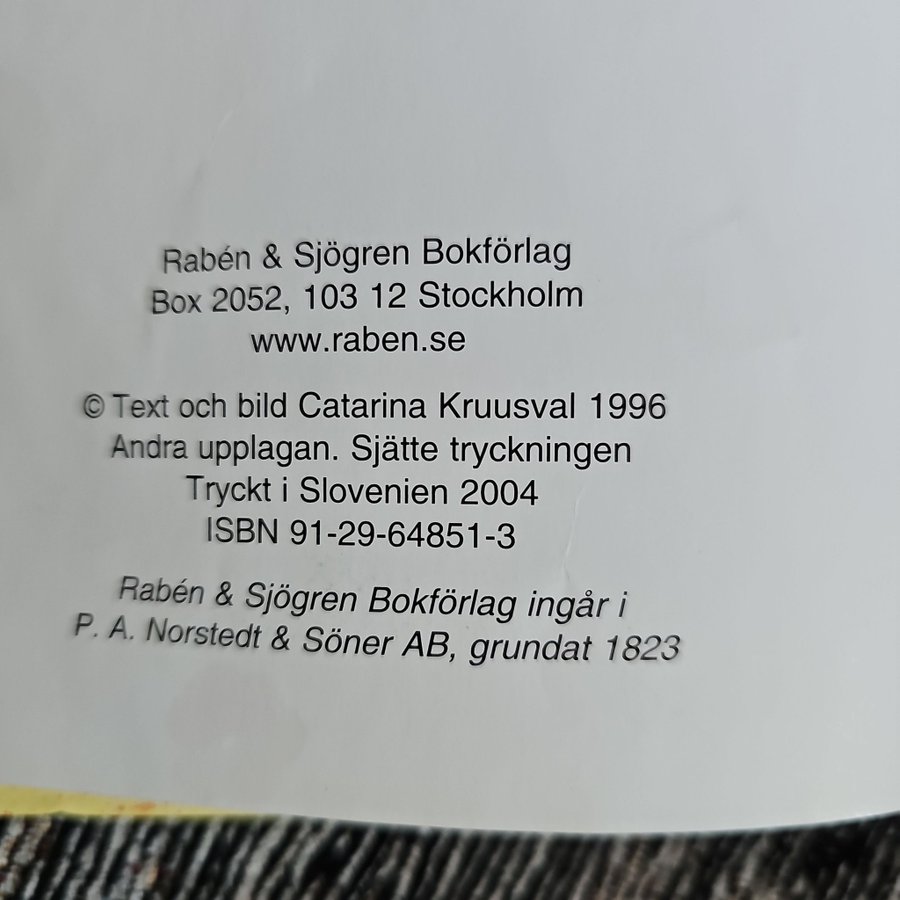 Rabén & Sjögren Bokförlag
Box 2052, 103 12 Stockholm
www.raben.se
© Text och bild Catarina Kruusval 1996
Andra upplagan. Sjätte tryckningen
Tryckt i Slovenien 2004
ISBN 91-29-64851-3
Rabén & Sjögren Bokförlag ingår i
P. A. Norstedt & Söner AB, grundat 1823